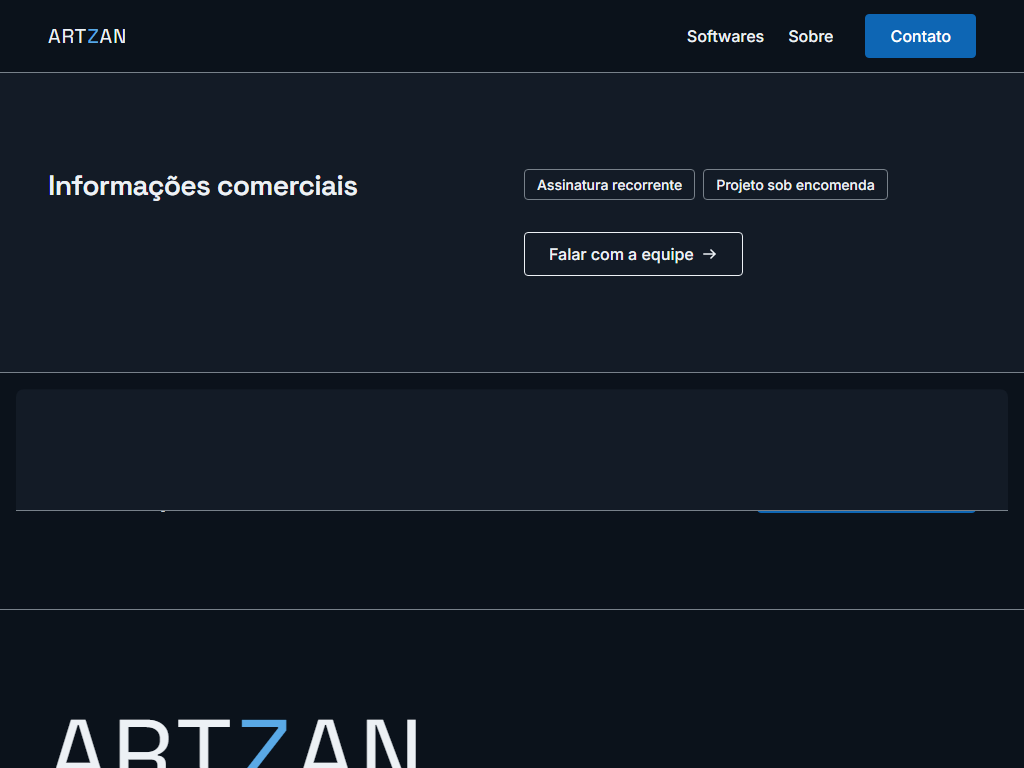 ARTZAN
Softwares
Sobre
Contato
Informações comerciais
Assinatura recorrente
Projeto sob encomenda
Falar com a equipe →
ARTZAN